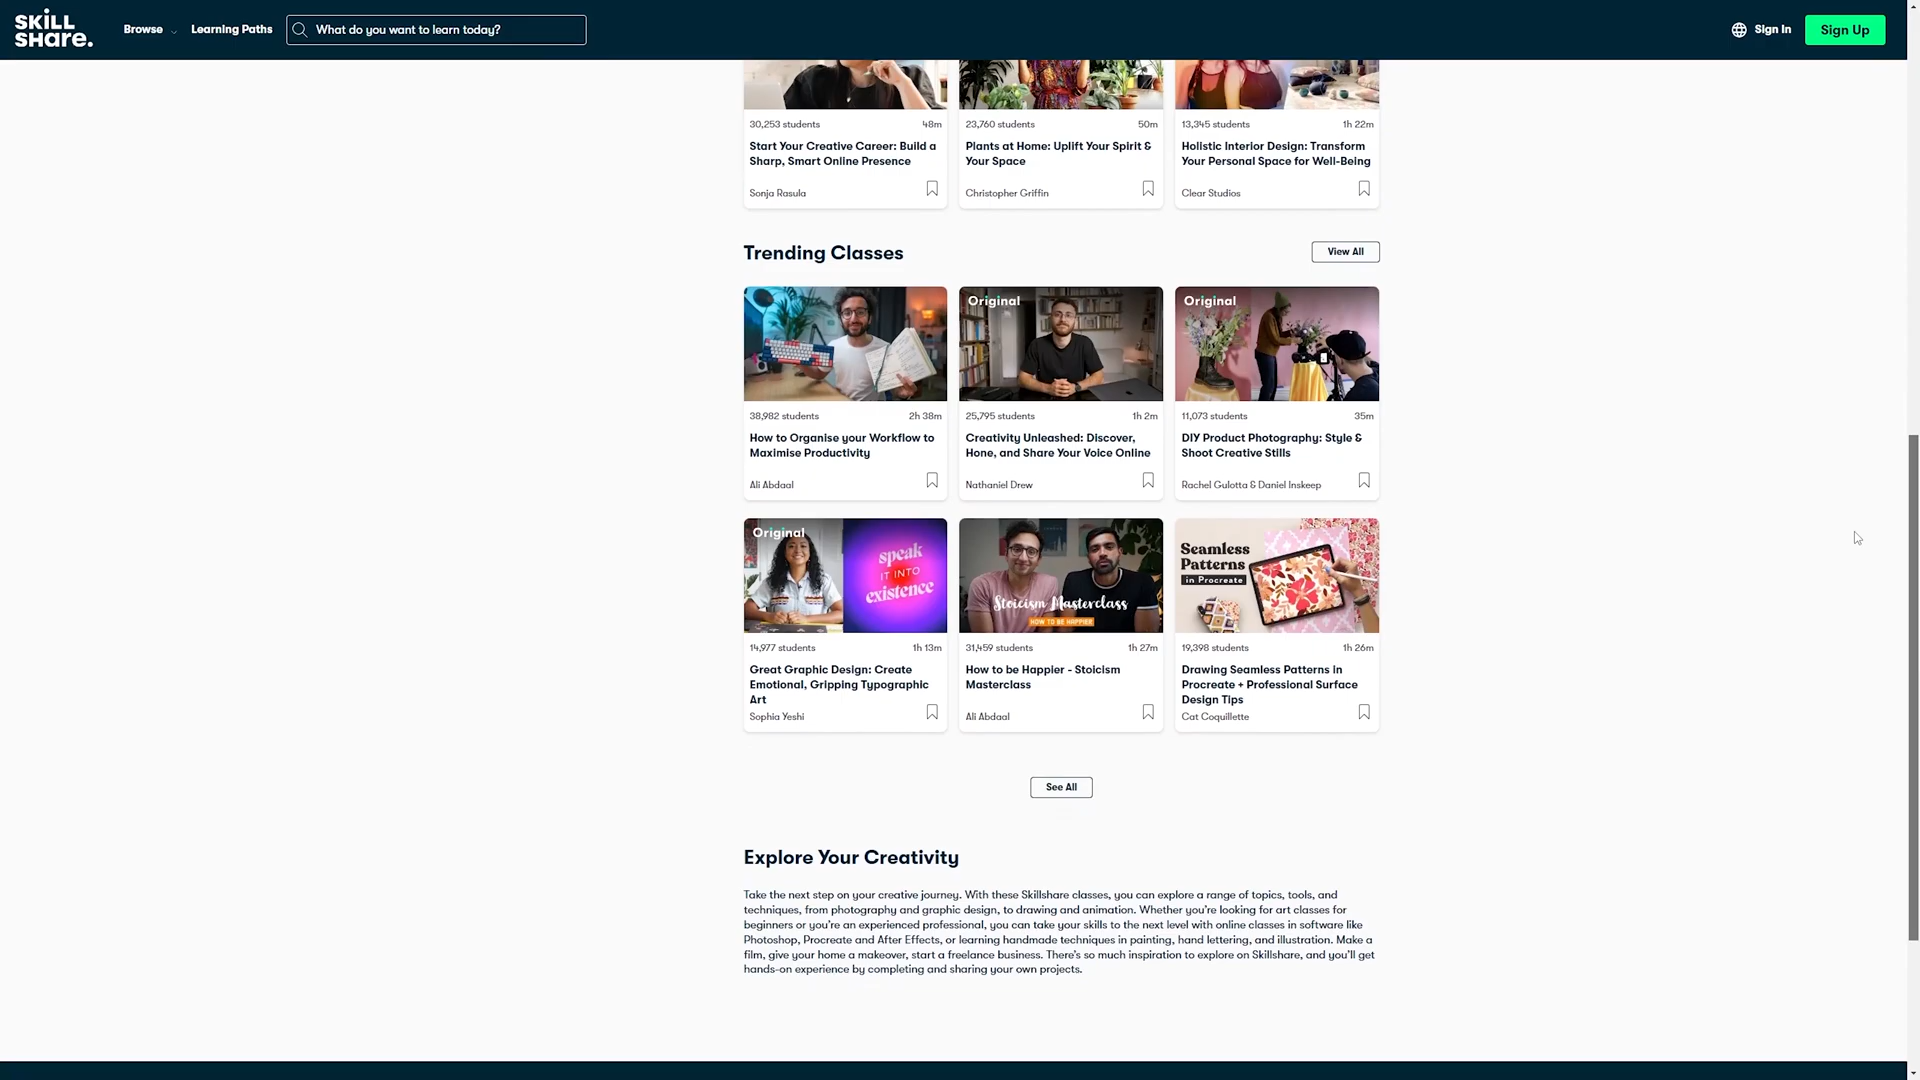 SKILL
SHARE.
Browse
Learning Paths
What do you want to learn today?
Sign In
Sign Up
30,253 students
48m
Start Your Creative Career: Build a
Sharp, Smart Online Presence
Sonja Rasula
23,760 students
50m
Plants at Home: Uplift Your Spirit &
Your Space
Christopher Griffin
13,345 students
1h 22m
Holistic Interior Design: Transform
Your Personal Space for Well-Being
Clear Studios
Trending Classes
View All
38,982 students
2h 38m
How to Organise your Workflow to
Maximise Productivity
Ali Abdaal
Original
25,795 students
1h 2m
Creativity Unleashed: Discover,
Hone, and Share Your Voice Online
Nathaniel Drew
Original
11,073 students
35m
DIY Product Photography: Style &
Shoot Creative Stills
Rachel Gulotta & Daniel Inskeep
Original
speak
IT INTO
existence
14,977 students
1h 13m
Great Graphic Design: Create
Emotional, Gripping Typographic
Art
Sophia Yeshi
Stoicism Masterclass
HOW TO BE HAPPIER
31,459 students
1h 27m
How to be Happier - Stoicism
Masterclass
Ali Abdaal
Seamless
Patterns
in Procreate
19,398 students
1h 26m
Drawing Seamless Patterns in
Procreate + Professional Surface
Design Tips
Cat Coquillette
See All
Explore Your Creativity
Take the next step on your creative journey. With these Skillshare classes, you can explore a range of topics, tools, and
techniques, from photography and graphic design, to drawing and animation. Whether you're looking for art classes for
beginners or you're an experienced professional, you can take your skills to the next level with online classes in software like
Photoshop, Procreate and After Effects, or learning handmade techniques in painting, hand lettering, and illustration. Make a
film, give your home a makeover, start a freelance business. There's so much inspiration to explore on Skillshare, and you'll get
hands-on experience by completing and sharing your own projects.